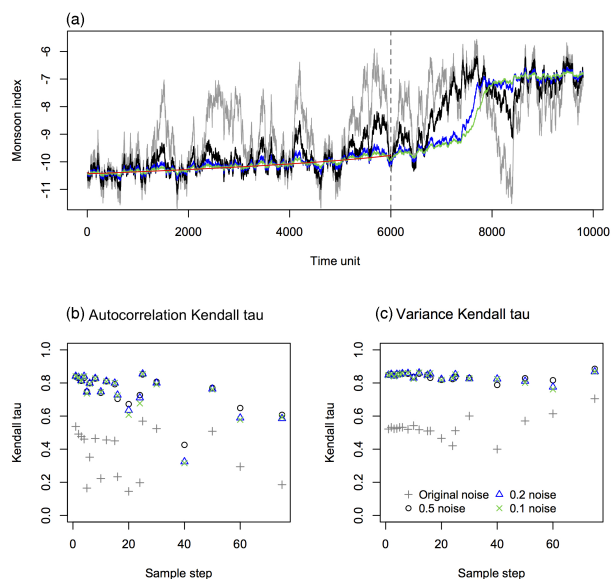 (a)
Monsoon index
-6
-7
-8
-9
-10
-11
0 2000 4000 6000 8000 10000
Time unit
(b) Autocorrelation Kendall tau
Kendall tau
1.0
0.8
0.6
0.4
0.2
0.0
0 20 40 60
Sample step
(c) Variance Kendall tau
Kendall tau
1.0
0.8
0.6
0.4
0.2
0.0
Original noise
0.5 noise
0.2 noise
0.1 noise
0 20 40 60
Sample step